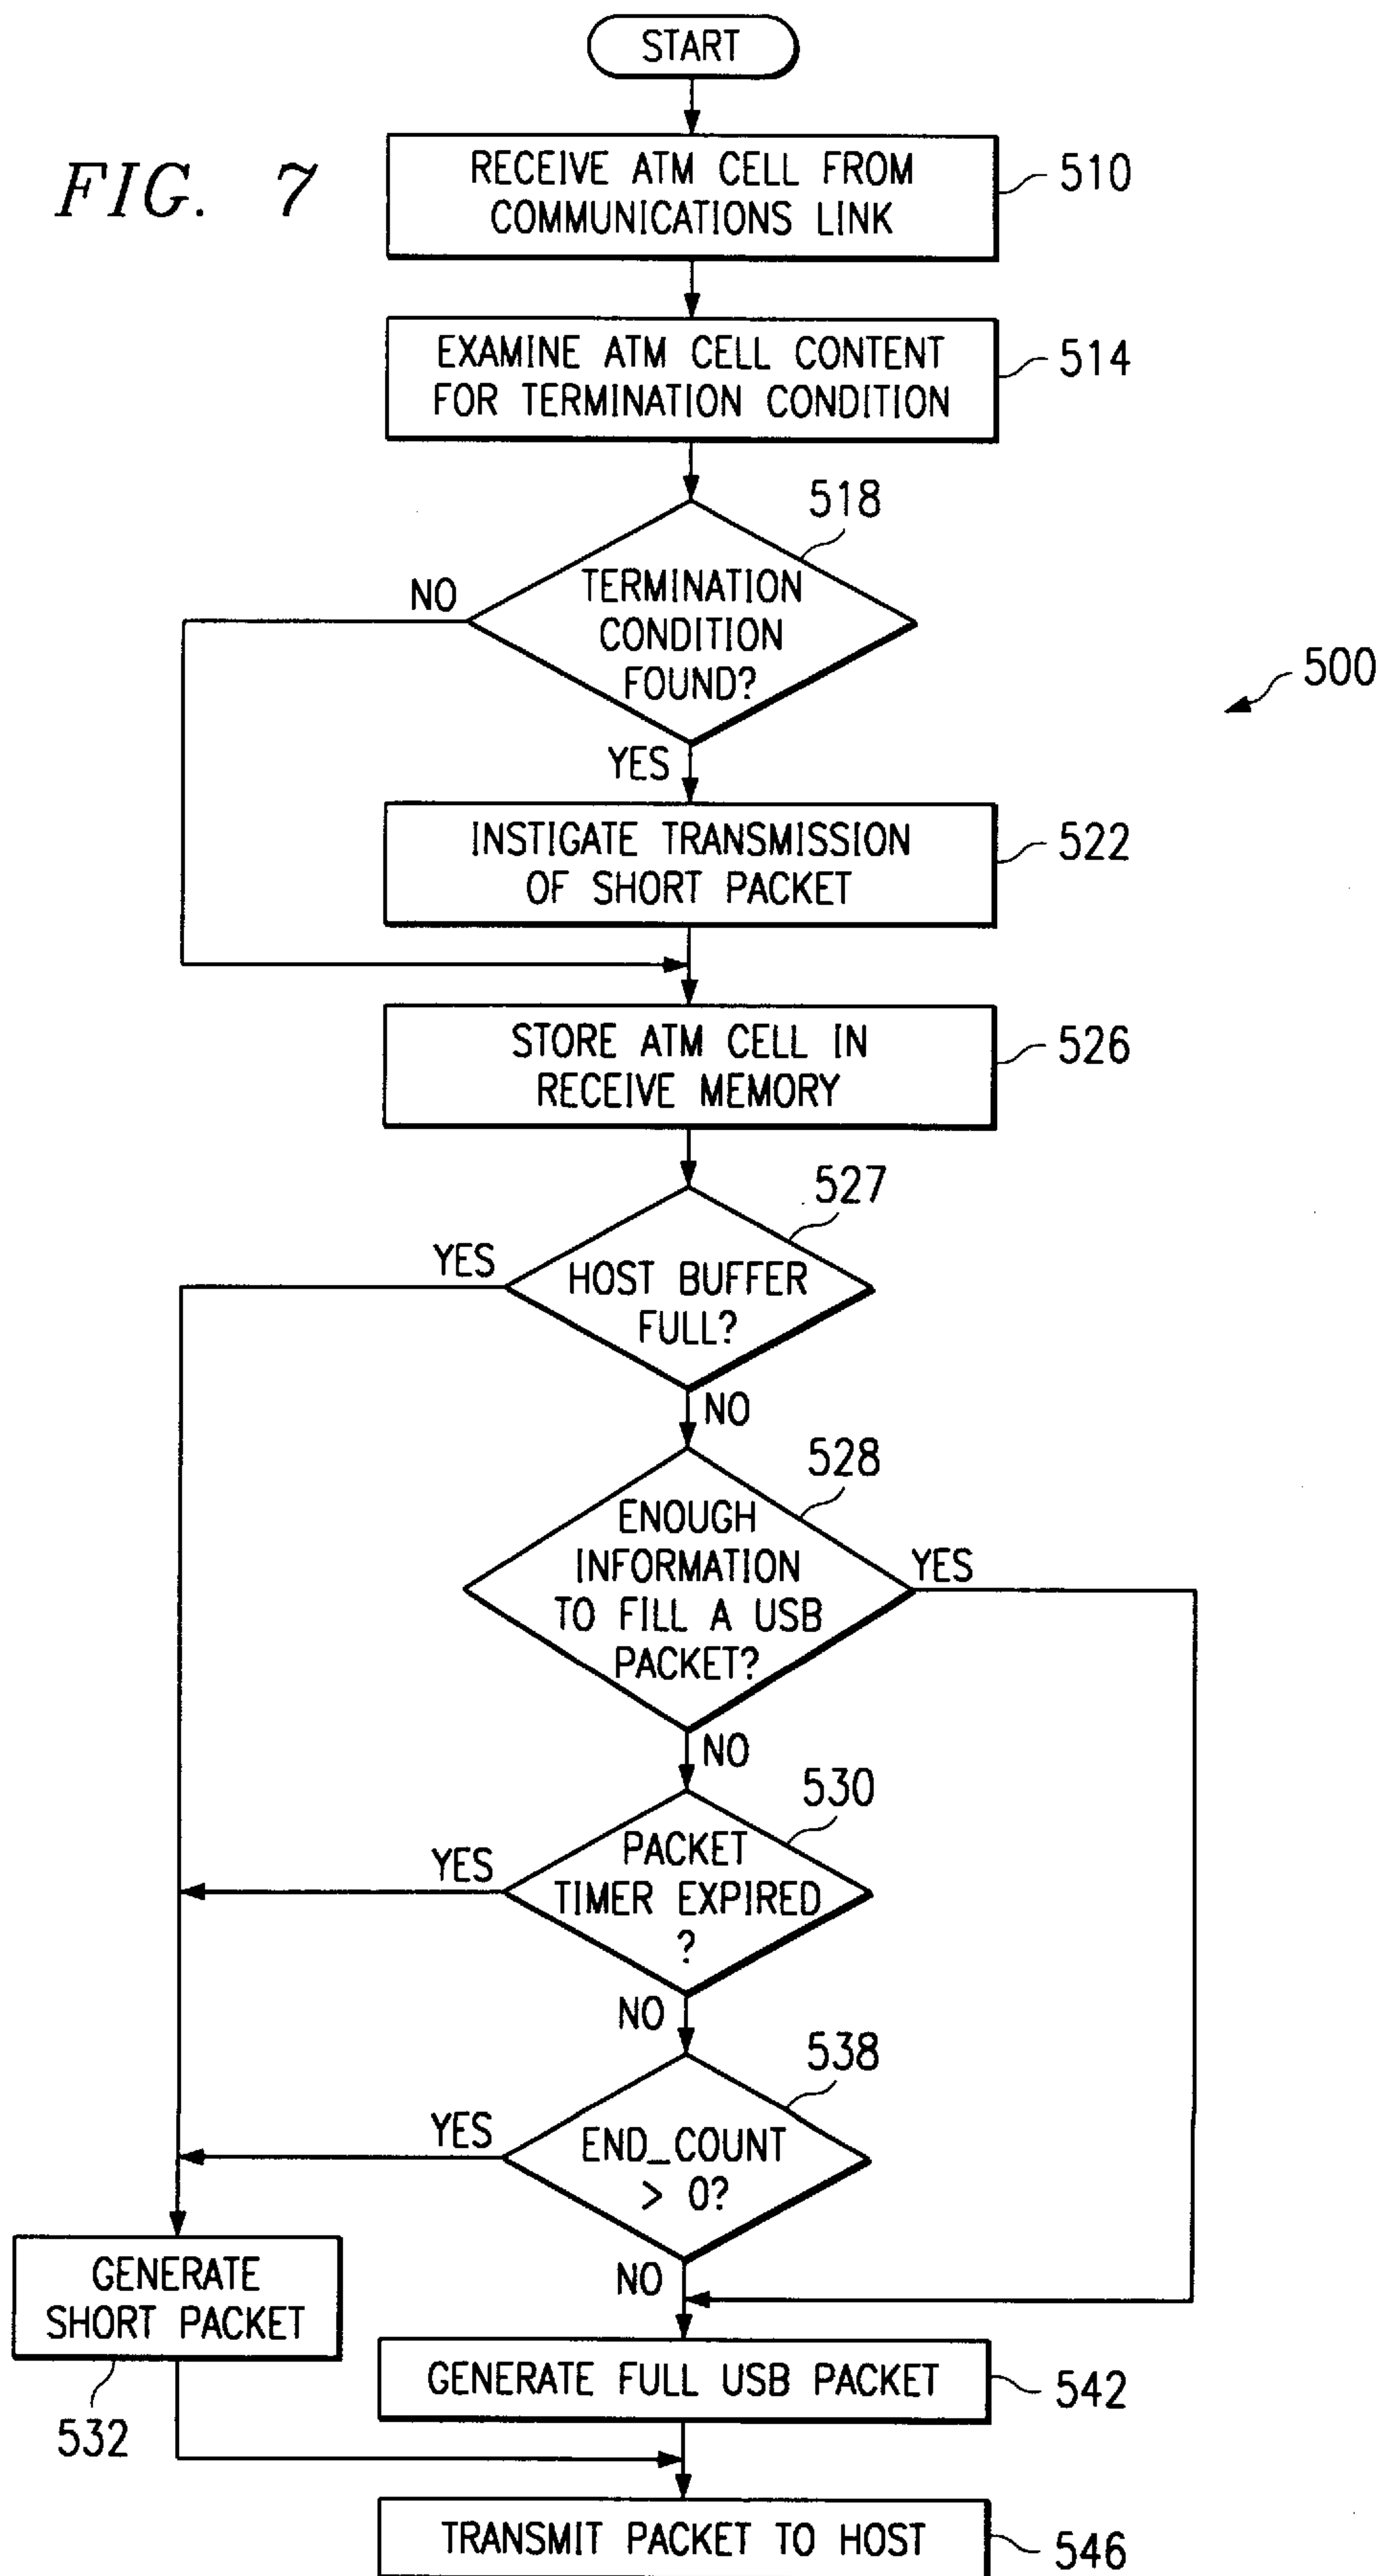 START
FIG. 7
RECEIVE ATM CELL FROM
COMMUNICATIONS LINK
510
EXAMINE ATM CELL CONTENT
FOR TERMINATION CONDITION
514
518
NO
TERMINATION
CONDITION
FOUND?
500
YES
INSTIGATE TRANSMISSION
OF SHORT PACKET
522
STORE ATM CELL IN
RECEIVE MEMORY
526
527
YES
HOST BUFFER
FULL?
NO
528
ENOUGH
INFORMATION
TO FILL A USB
PACKET?
YES
NO
530
YES
PACKET
TIMER EXPIRED
?
NO
538
YES
END_COUNT
> 0?
NO
GENERATE
SHORT PACKET
532
GENERATE FULL USB PACKET
542
TRANSMIT PACKET TO HOST
546